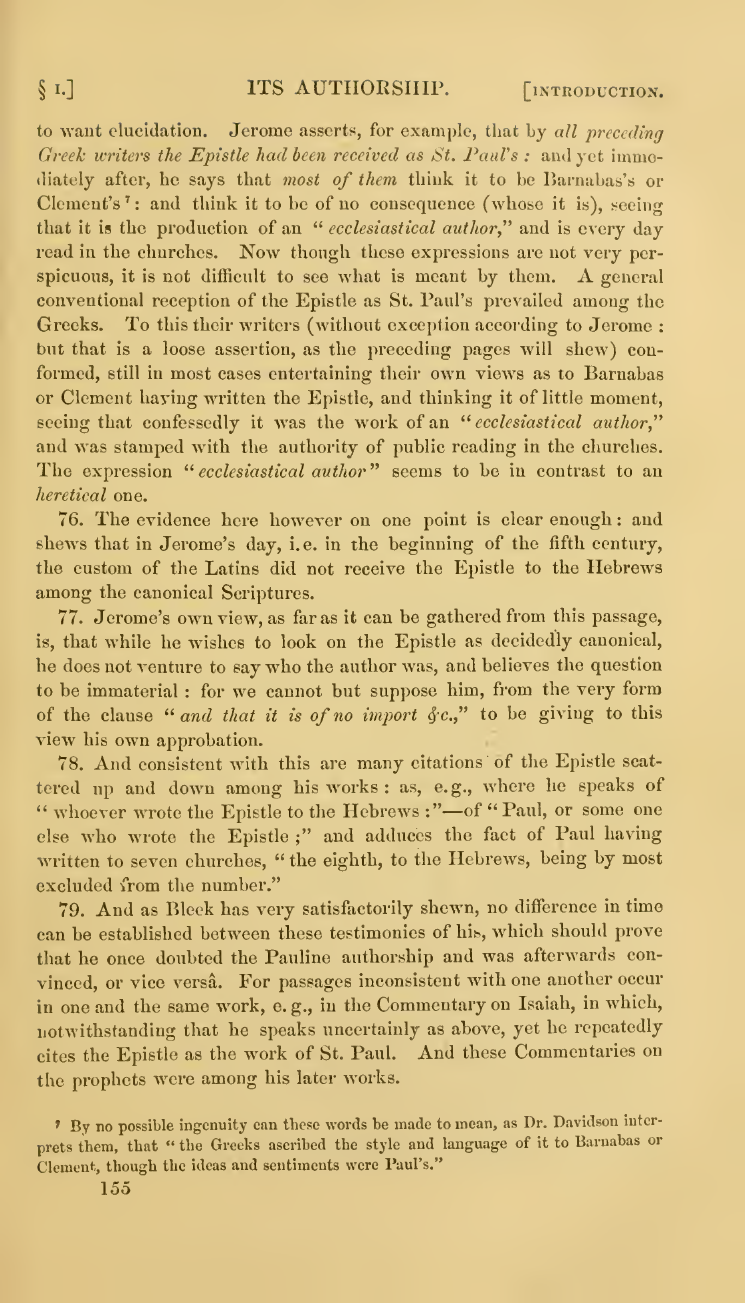 § 1.] ITS AUTHORSHIP. [INTRODUCTION.
to want elucidation. Jerome asserts, for example, that by all preceding
Greek writers the Epistle had been received as St. Paul's : and yet imme-
diately after, he says that most of them think it to be Barnabas's or
Clement's ⁷ : and think it to be of no consequence (whose it is), seeing
that it is the production of an “ ecclesiastical author,” and is every day
read in the churches. Now though these expressions are not very per-
spicuous, it is not difficult to see what is meant by them. A general
conventional reception of the Epistle as St. Paul's prevailed among the
Greeks. To this their writers (without exception according to Jerome :
but that is a loose assertion, as the preceding pages will shew) con-
formed, still in most cases entertaining their own views as to Barnabas
or Clement having written the Epistle, and thinking it of little moment,
seeing that confessedly it was the work of an “ ecclesiastical author,”
and was stamped with the authority of public reading in the churches.
The expression “ ecclesiastical author ” seems to be in contrast to an
heretical one.
76. The evidence here however on one point is clear enough : and
shews that in Jerome's day, i. e. in the beginning of the fifth century,
the custom of the Latins did not receive the Epistle to the Hebrews
among the canonical Scriptures.
77. Jerome's own view, as far as it can be gathered from this passage,
is, that while he wishes to look on the Epistle as decidedly canonical,
he does not venture to say who the author was, and believes the question
to be immaterial : for we cannot but suppose him, from the very form
of the clause “ and that it is of no import &c.,” to be giving to this
view his own approbation.
78. And consistent with this are many citations of the Epistle scat-
tered up and down among his works : as, e. g., where he speaks of
“ whoever wrote the Epistle to the Hebrews :”—of “ Paul, or some one
else who wrote the Epistle ;” and adduces the fact of Paul having
written to seven churches, “ the eighth, to the Hebrews, being by most
excluded from the number.”
79. And as Bleek has very satisfactorily shewn, no difference in time
can be established between these testimonies of his, which should prove
that he once doubted the Pauline authorship and was afterwards con-
vinced, or vice versâ. For passages inconsistent with one another occur
in one and the same work, e. g., in the Commentary on Isaiah, in which,
notwithstanding that he speaks uncertainly as above, yet he repeatedly
cites the Epistle as the work of St. Paul. And these Commentaries on
the prophets were among his later works.
⁷ By no possible ingenuity can these words be made to mean, as Dr. Davidson inter-
prets them, that “ the Greeks ascribed the style and language of it to Barnabas or
Clement, though the ideas and sentiments were Paul's.”
155